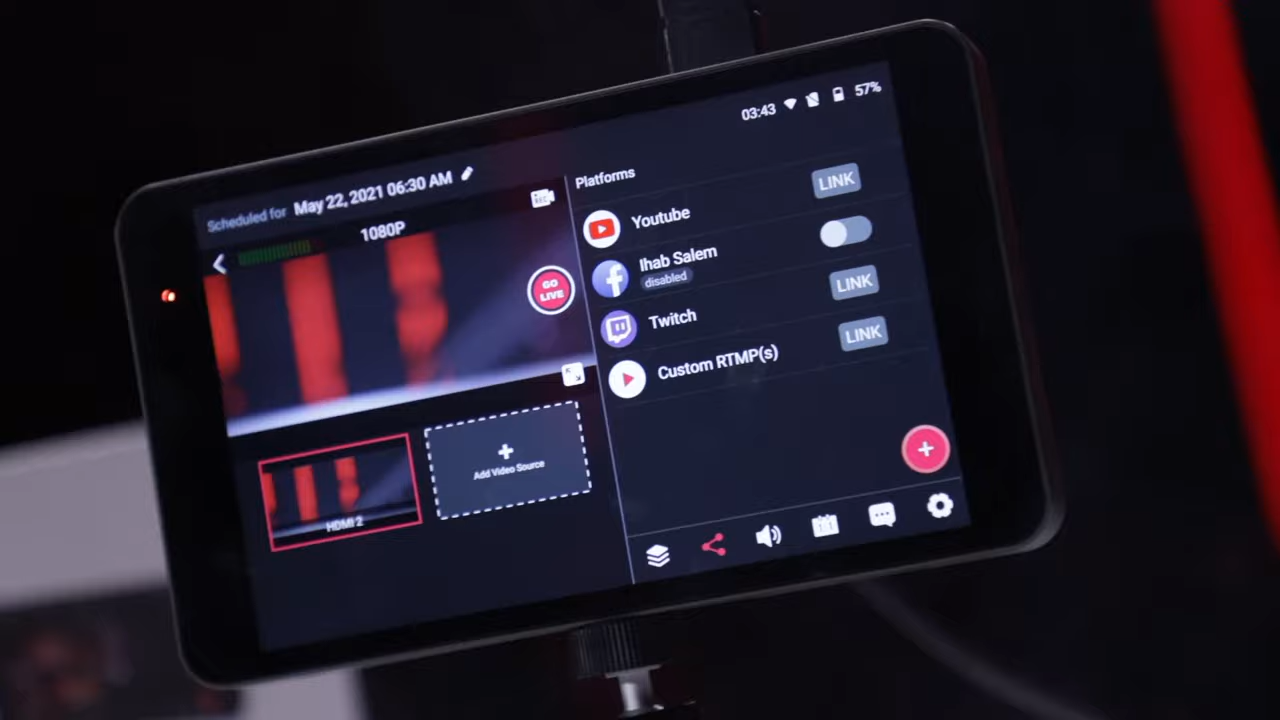 03:43 57%
Scheduled for May 22, 2021 06:30 AM
1080P
REC
GO
LIVE
HDMI 2
Add Video Source
Platforms
Youtube LINK
Ihab Salem
disabled
Twitch LINK
Custom RTMP(s) LINK